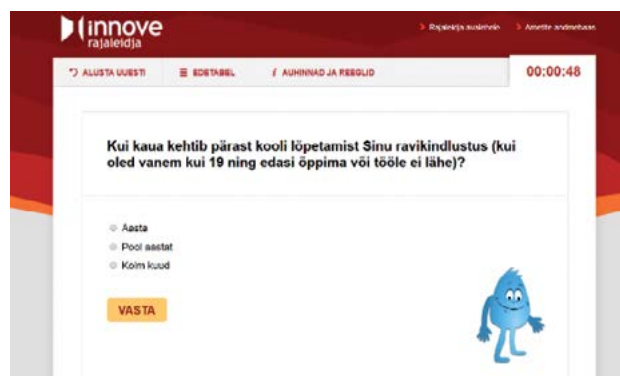 innove
rajaleidja
Rajaleidja avalehele
Ametite andmebaas
ALUSTA UUESTI
EDETABEL
AUHINNAD JA REEGLID
00:00:48
Kui kaua kehtib pärast kooli lõpetamist Sinu ravikindlustus (kui
oled vanem kui 19 ning edasi õppima või tööle ei lähe)?
Aasta
Pool aastat
Kolm kuud
VASTA